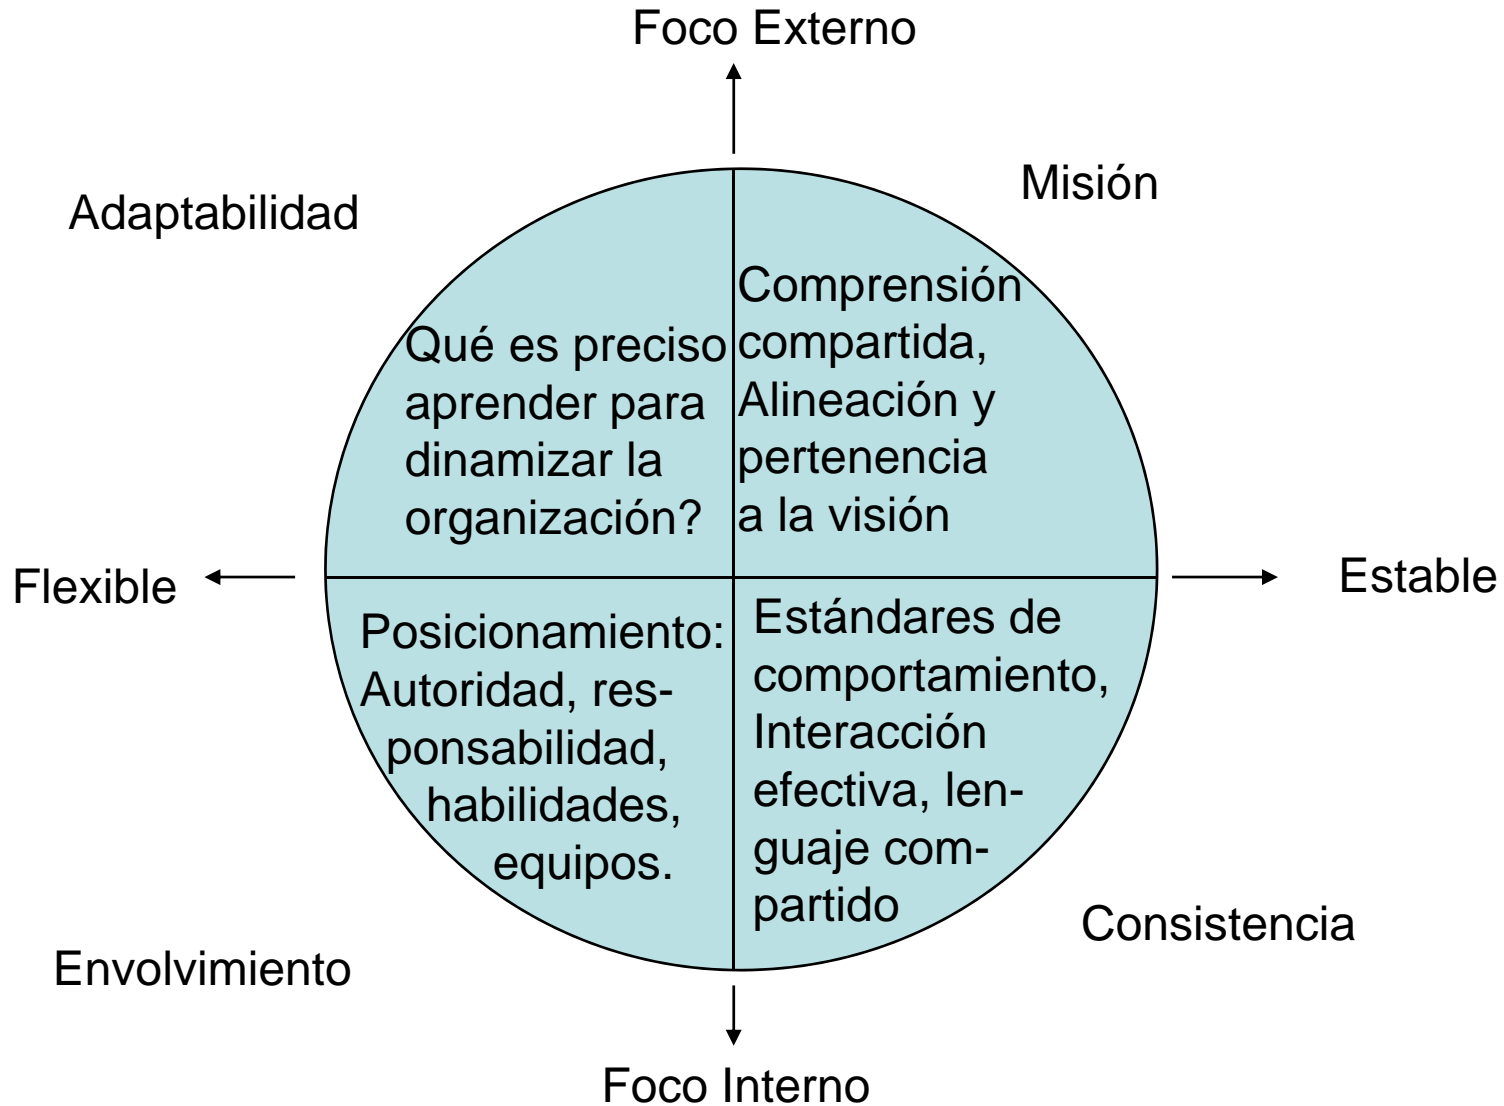 Foco Externo
Misión
Adaptabilidad
Qué es preciso
aprender para
dinamizar la
organización?
Comprensión
compartida,
Alineación y
pertenencia
a la visión
Flexible
Estable
Posicionamiento:
Autoridad, res-
ponsabilidad,
habilidades,
equipos.
Estándares de
comportamiento,
Interacción
efectiva, len-
guaje com-
partido
Envolvimiento
Consistencia
Foco Interno